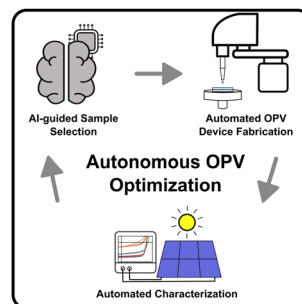 AI-guided Sample
Selection
Automated OPV
Device Fabrication
Autonomous OPV
Optimization
Automated Characterization